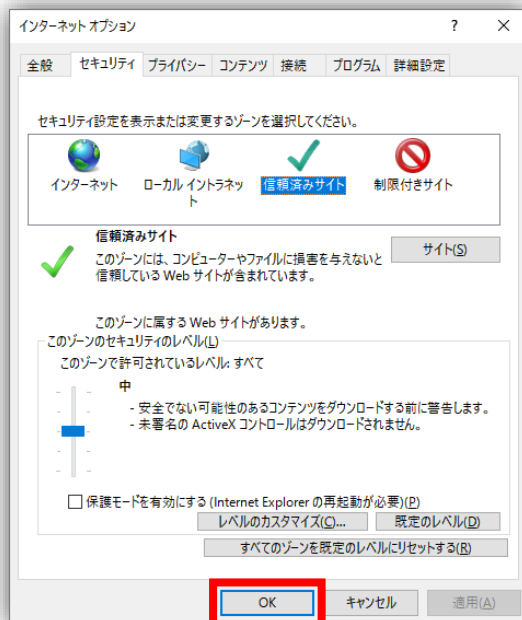 インターネット オプション
? ×
全般 セキュリティ プライバシー コンテンツ 接続 プログラム 詳細設定
セキュリティ設定を表示または変更するゾーンを選択してください。
インターネット ローカル イントラネッ 信頼済みサイト 制限付きサイト
ト
信頼済みサイト
サイト(S)
このゾーンには、コンピューターやファイルに損害を与えないと
信頼している Web サイトが含まれています。
このゾーンに属する Web サイトがあります。
このゾーンのセキュリティのレベル(L)
このゾーンで許可されているレベル: すべて
中
- 安全でない可能性のあるコンテンツをダウンロードする前に警告します。
- 未署名の ActiveX コントロールはダウンロードされません。
保護モードを有効にする (Internet Explorer の再起動が必要)(P)
レベルのカスタマイズ(C)... 既定のレベル(D)
すべてのゾーンを既定のレベルにリセットする(R)
OK キャンセル 適用(A)